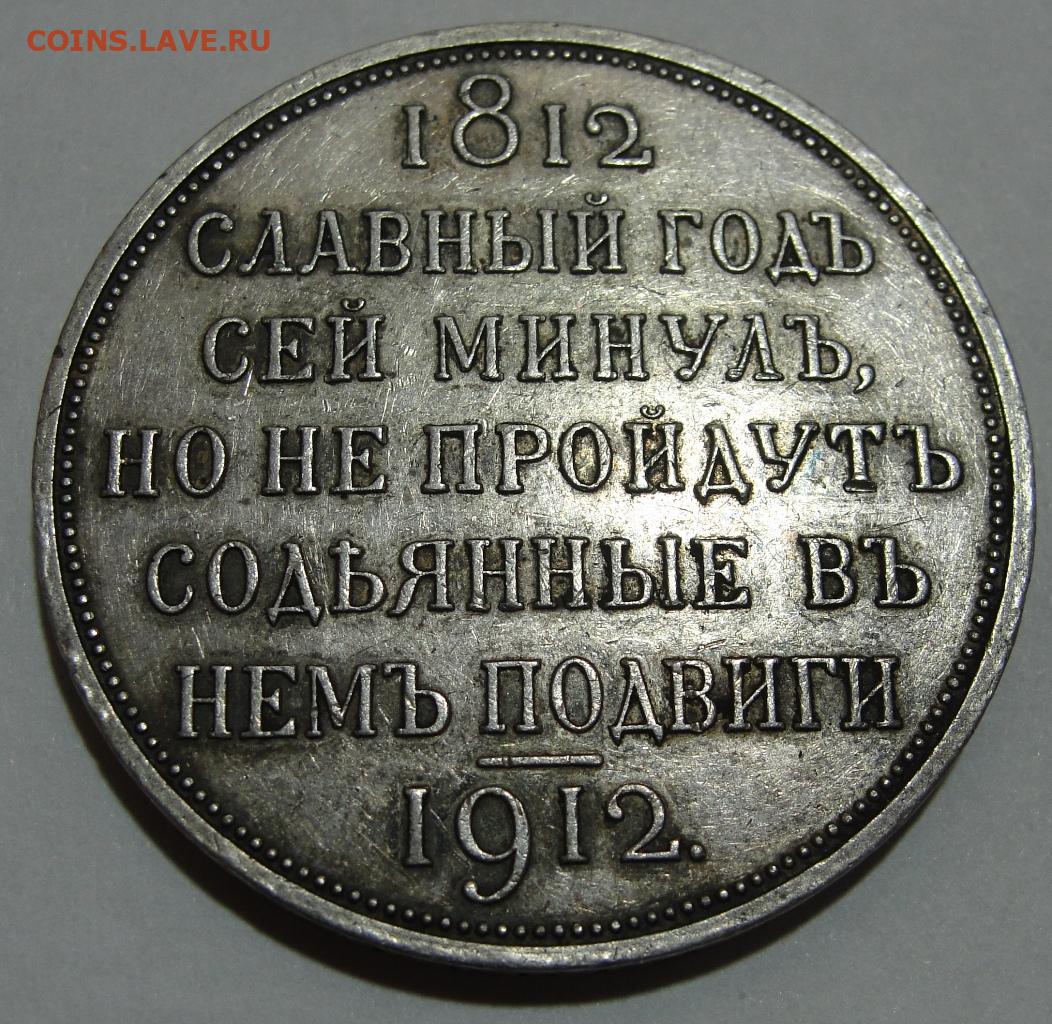 COINS.LAVE.RU
1812
СЛАВНЫЙ ГОДЪ
СЕЙ МИНУЛЪ,
НО НЕ ПРОЙДУТЪ
СОДѢЯННЫЕ ВЪ
НЕМЪ ПОДВИГИ
1912.